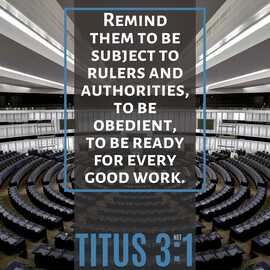 Remind
them to be
subject to
rulers and
authorities,
to be
obedient,
to be ready
for every
good work.
TITUS 3:1
NET